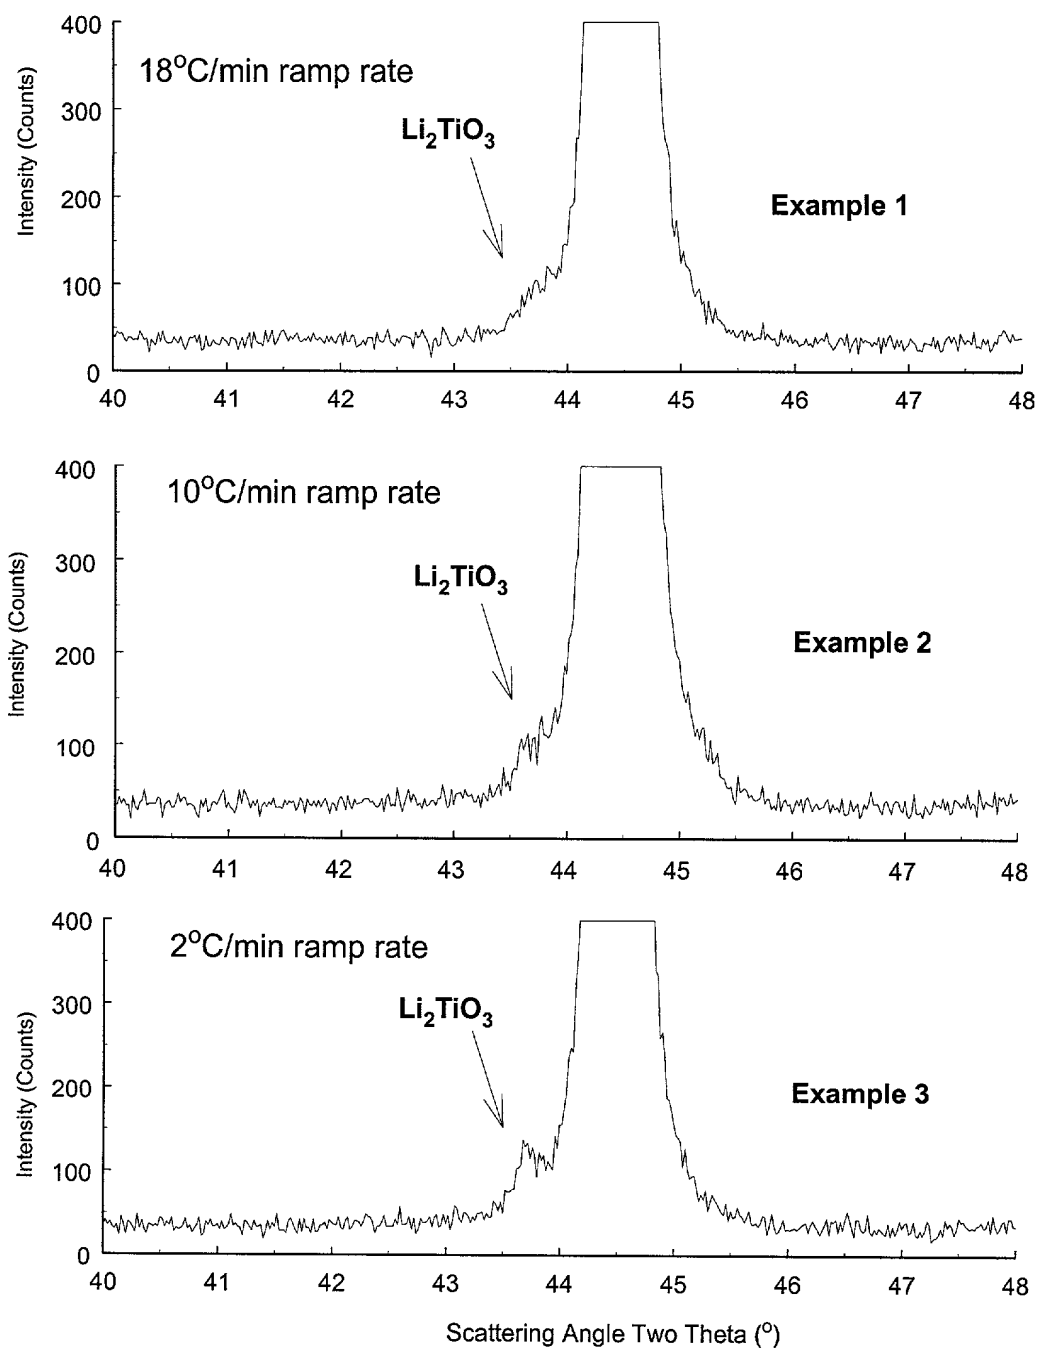 400
18°C/min ramp rate
300
Li₂TiO₃
Intensity (Counts)
200
Example 1
100
0
40 41 42 43 44 45 46 47 48
400
10°C/min ramp rate
300
Li₂TiO₃
Intensity (Counts)
200
Example 2
100
0
40 41 42 43 44 45 46 47 48
400
2°C/min ramp rate
300
Li₂TiO₃
Intensity (Counts)
200
Example 3
100
0
40 41 42 43 44 45 46 47 48
Scattering Angle Two Theta (°)